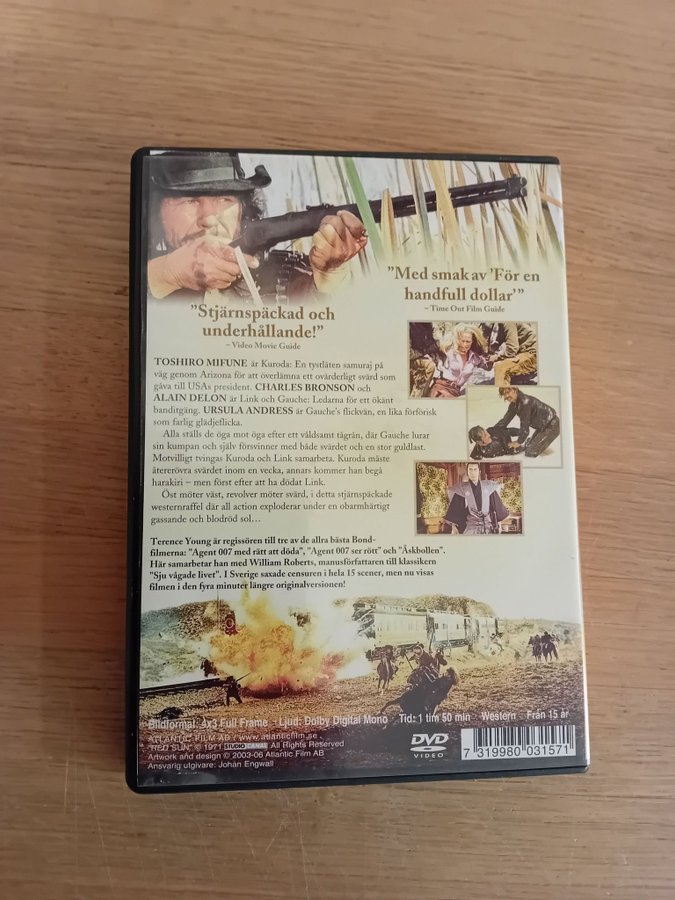 "Stjärnspäckad och
underhållande!"
– Video Movie Guide
"Med smak av 'För en
handfull dollar'"
– Time Out Film Guide
TOSHIRO MIFUNE är Kuroda: En tystlåten samuraj på
väg genom Arizona för att överlämna ett ovärderligt svärd som
gåva till USAs president. CHARLES BRONSON och
ALAIN DELON är Link och Gauche: Ledarna för ett ökänt
banditgäng. URSULA ANDRESS är Gauche's flickvän, en lika förförisk
som farlig glädjeflicka.
Alla ställs de öga mot öga efter ett våldsamt tågrån, där Gauche lurar
sin kumpan och själv försvinner med både svärdet och en stor guldlast.
Motvilligt tvingas Kuroda och Link samarbeta. Kuroda måste
återerövra svärdet inom en vecka, annars kommer han begå
harakiri – men först efter att ha dödat Link.
Öst möter väst, revolver möter svärd, i detta stjärnspäckade
westernraffel där all action exploderar under en obarmhärtigt
gassande och blodröd sol...
Terence Young är regissören till tre av de allra bästa Bond-
filmerna: "Agent 007 med rätt att döda", "Agent 007 ser rött" och "Åskbollen".
Här samarbetar han med William Roberts, manusförfattaren till klassikern
"Sju vågade livet". I Sverige saxade censuren i hela 15 scener, men nu visas
filmen i den fyra minuter längre originalversionen!
Bildformat: 4x3 Full Frame - Ljud: Dolby Digital Mono - Tid: 1 tim 50 min - Western - Från 15 år
ATLANTIC FILM AB / www.atlanticfilm.se
"RED SUN" © 1971 STUDIO CANAL All Rights Reserved
Artwork and design © 2003-06 Atlantic Film AB
Ansvarig utgivare: Johan Engwall
DVD
VIDEO
7 319980 031571